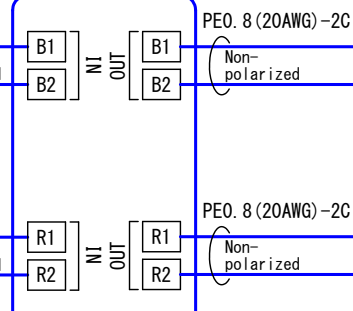 PE0.8(20AWG)-2C
B1
IN
OUT
B1
Non-
polarized
B2
B2
PE0.8(20AWG)-2C
R1
IN
OUT
R1
Non-
polarized
R2
R2